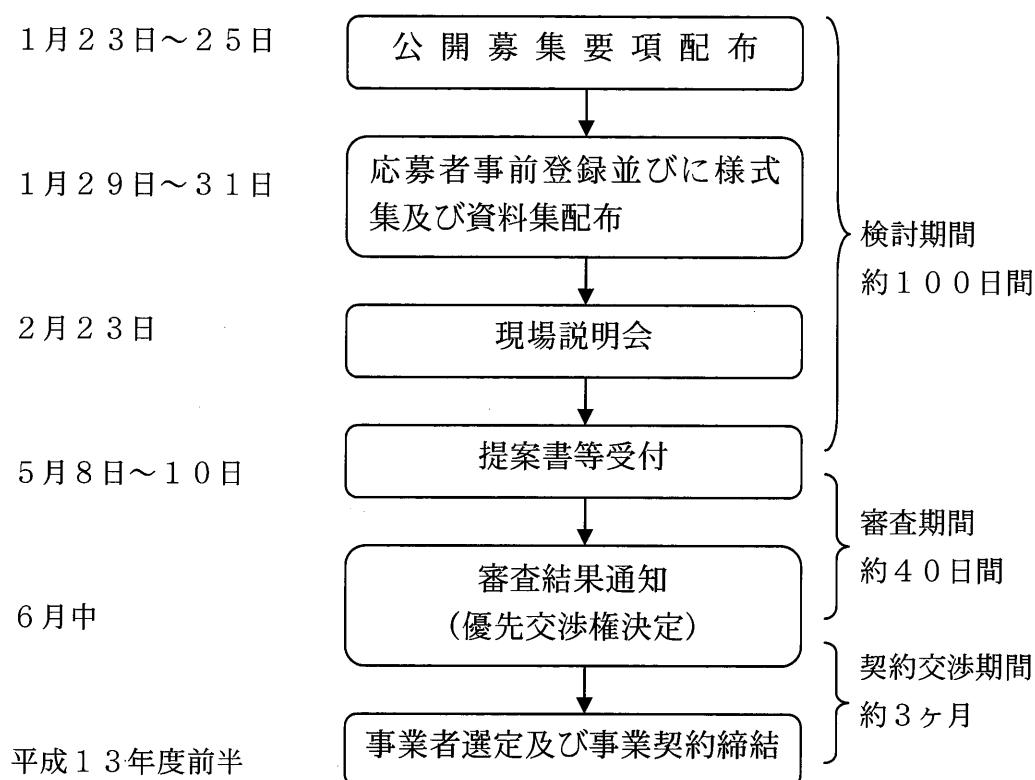 1月23日～25日
公開募集要項配布
1月29日～31日
応募者事前登録並びに様式
集及び資料集配布
検討期間
約100日間
2月23日
現場説明会
5月8日～10日
提案書等受付
審査期間
約40日間
6月中
審査結果通知
(優先交渉権決定)
契約交渉期間
約3ヶ月
平成13年度前半
事業者選定及び事業契約締結